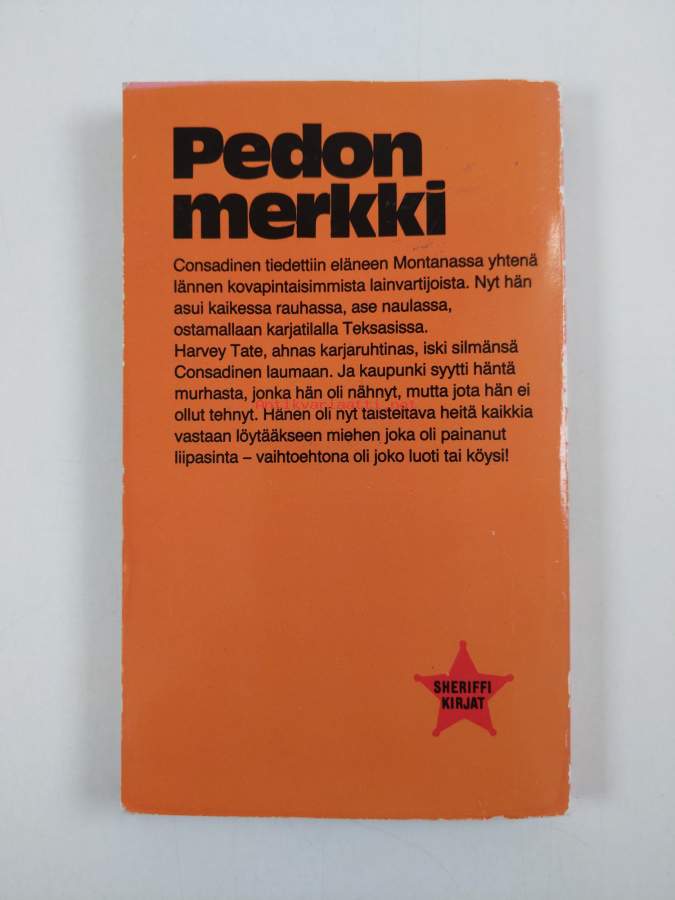 Pedon
merkki
Consadinen tiedettiin eläneen Montanassa yhtenä
lännen kovapintaisimmista lainvartijoista. Nyt hän
asui kaikessa rauhassa, ase naulassa,
ostamallaan karjatilalla Teksasissa.
Harvey Tate, ahnas karjaruhtinas, iski silmänsä
Consadinen laumaan. Ja kaupunki syytti häntä
murhasta, jonka hän oli nähnyt, mutta jota hän ei
ollut tehnyt. Hänen oli nyt taisteltava heitä kaikkia
Antikvariaatti.net
vastaan löytääkseen miehen joka oli painanut
liipasinta – vaihtoehtona oli joko luoti tai köysi!
SHERIFFI
KIRJAT